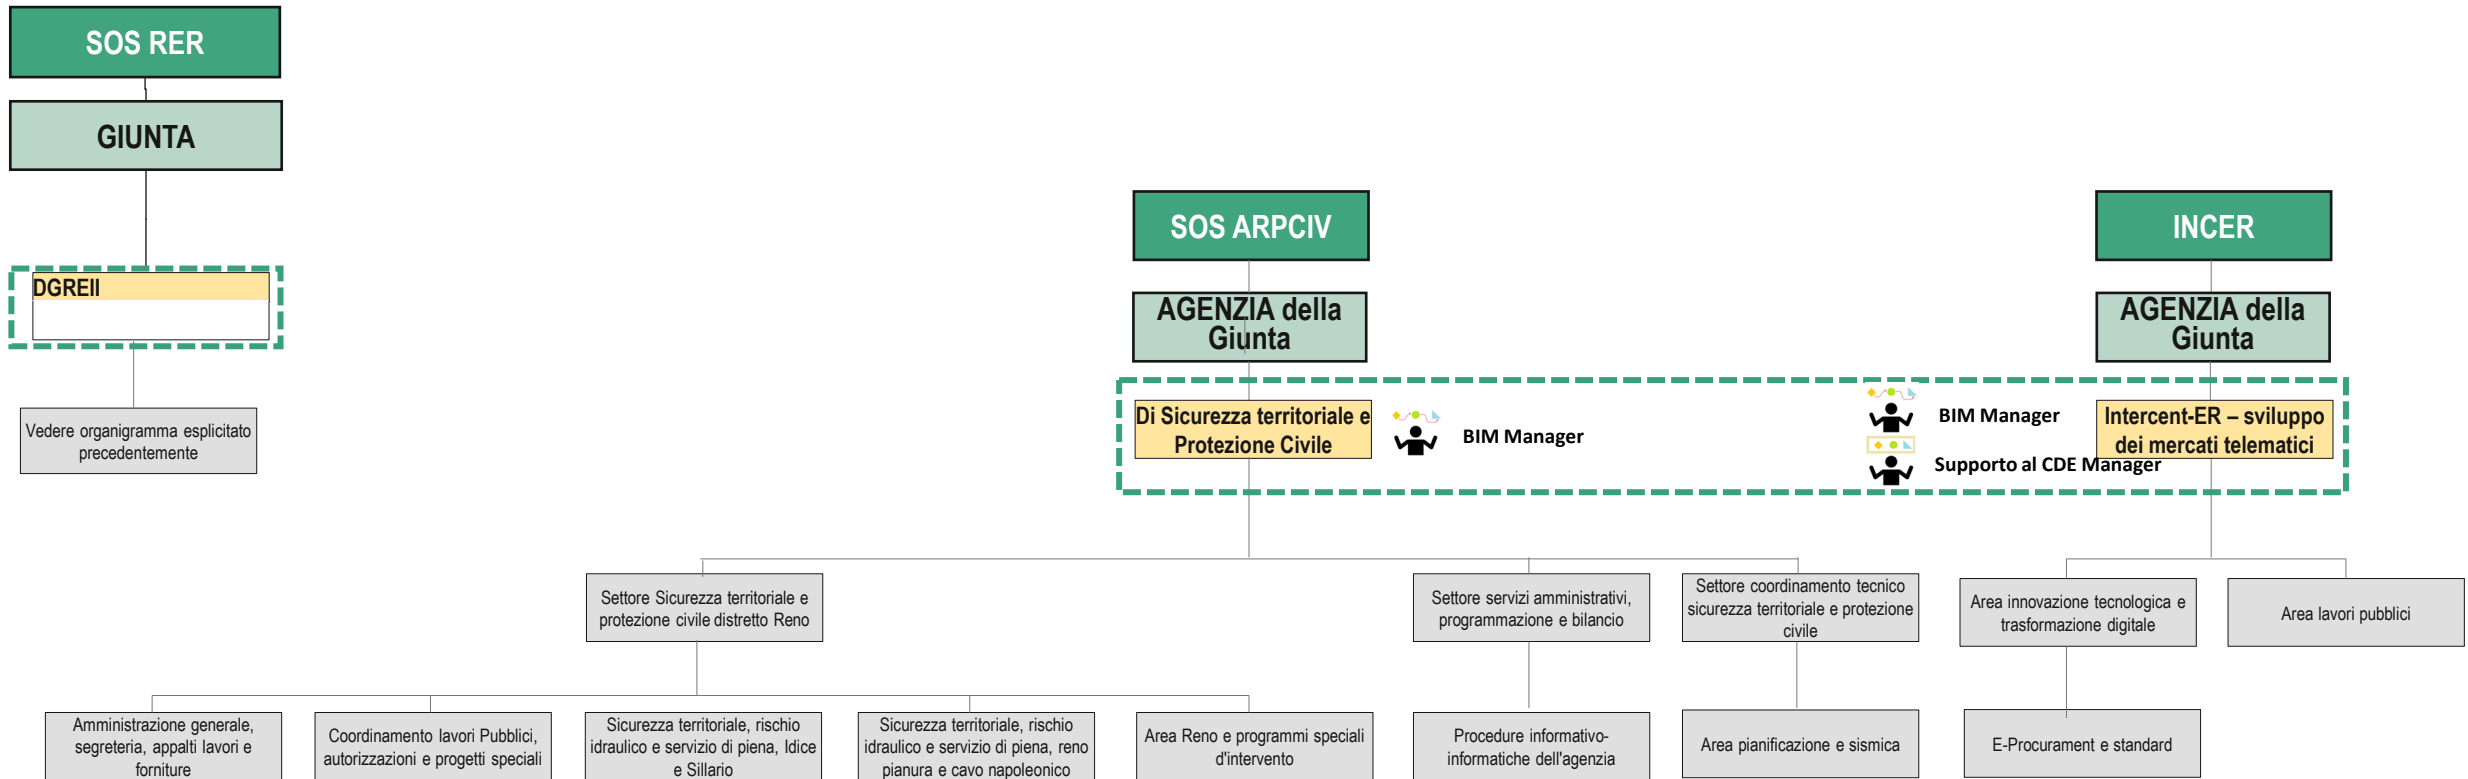 SOS RER
GIUNTA
DGREII
Vedere organigramma esplicitato
precedentemente
SOS ARPCIV
AGENZIA della
Giunta
Di Sicurezza territoriale e
Protezione Civile
BIM Manager
INCER
AGENZIA della
Giunta
BIM Manager
Supporto al CDE Manager
Intercent-ER – sviluppo
dei mercati telematici
Settore Sicurezza territoriale e
protezione civile distretto Reno
Settore servizi amministrativi,
programmazione e bilancio
Settore coordinamento tecnico
sicurezza territoriale e protezione
civile
Area innovazione tecnologica e
trasformazione digitale
Area lavori pubblici
Amministrazione generale,
segreteria, appalti lavori e
forniture
Coordinamento lavori Pubblici,
autorizzazioni e progetti speciali
Sicurezza territoriale, rischio
idraulico e servizio di piena, Idice
e Sillario
Sicurezza territoriale, rischio
idraulico e servizio di piena, reno
pianura e cavo napoleonico
Area Reno e programmi speciali
d'intervento
Procedure informativo-
informatiche dell'agenzia
Area pianificazione e sismica
E-Procurament e standard